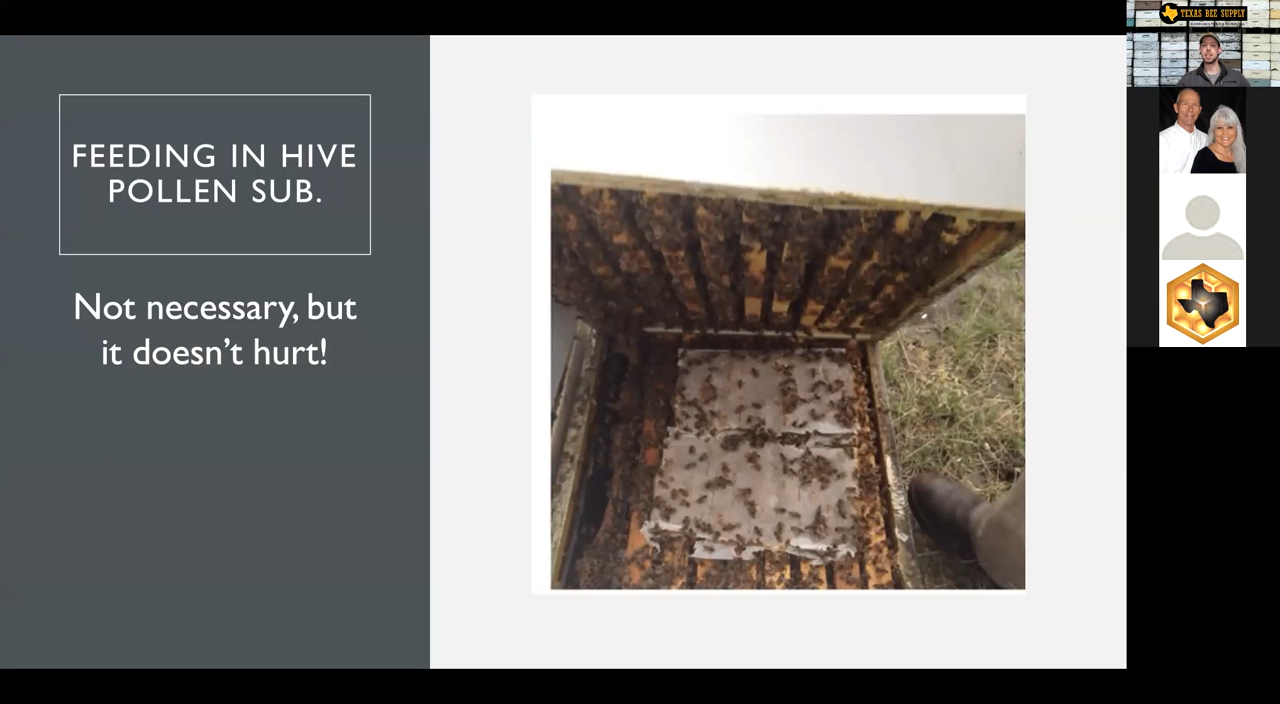 FEEDING IN HIVE
POLLEN SUB.
Not necessary, but
it doesn't hurt!
TEXAS BEE SUPPLY